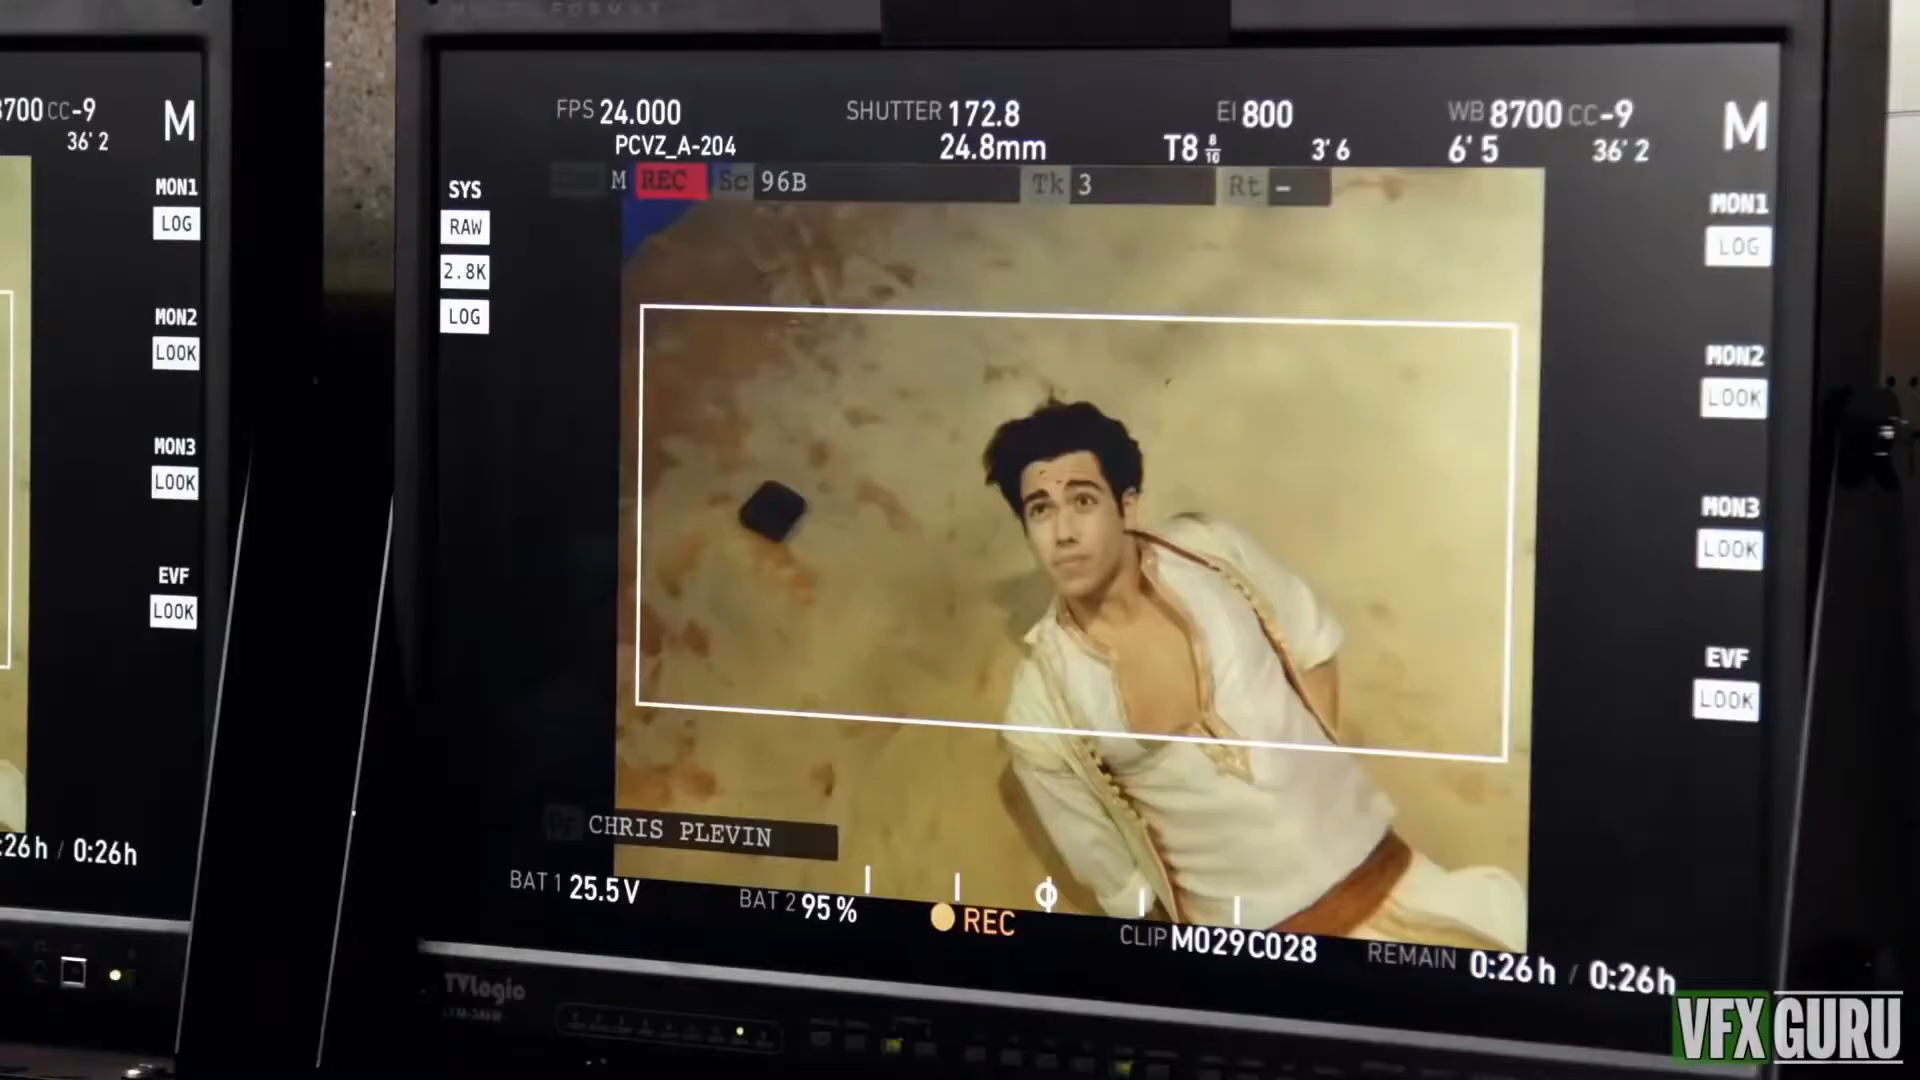 MULTI FORMAT
FPS 24.000 SHUTTER 172.8 EI 800 WB 8700 CC-9 M
PCVZ_A-204 24.8mm T8 8/10 3' 6 6' 5 36' 2
M REC Sc 96B Tk 3 Rt -
SYS
RAW
2.8K
LOG
MON1
LOG
MON2
LOOK
MON3
LOOK
EVF
LOOK
CHRIS PLEVIN
BAT 1 25.5V BAT 2 95% REC CLIP M029C028 REMAIN 0:26h / 0:26h
TVLogic
8700 CC-9 M
36' 2
MON1
LOG
MON2
LOOK
MON3
LOOK
EVF
LOOK
:26h / 0:26h
VFX GURU